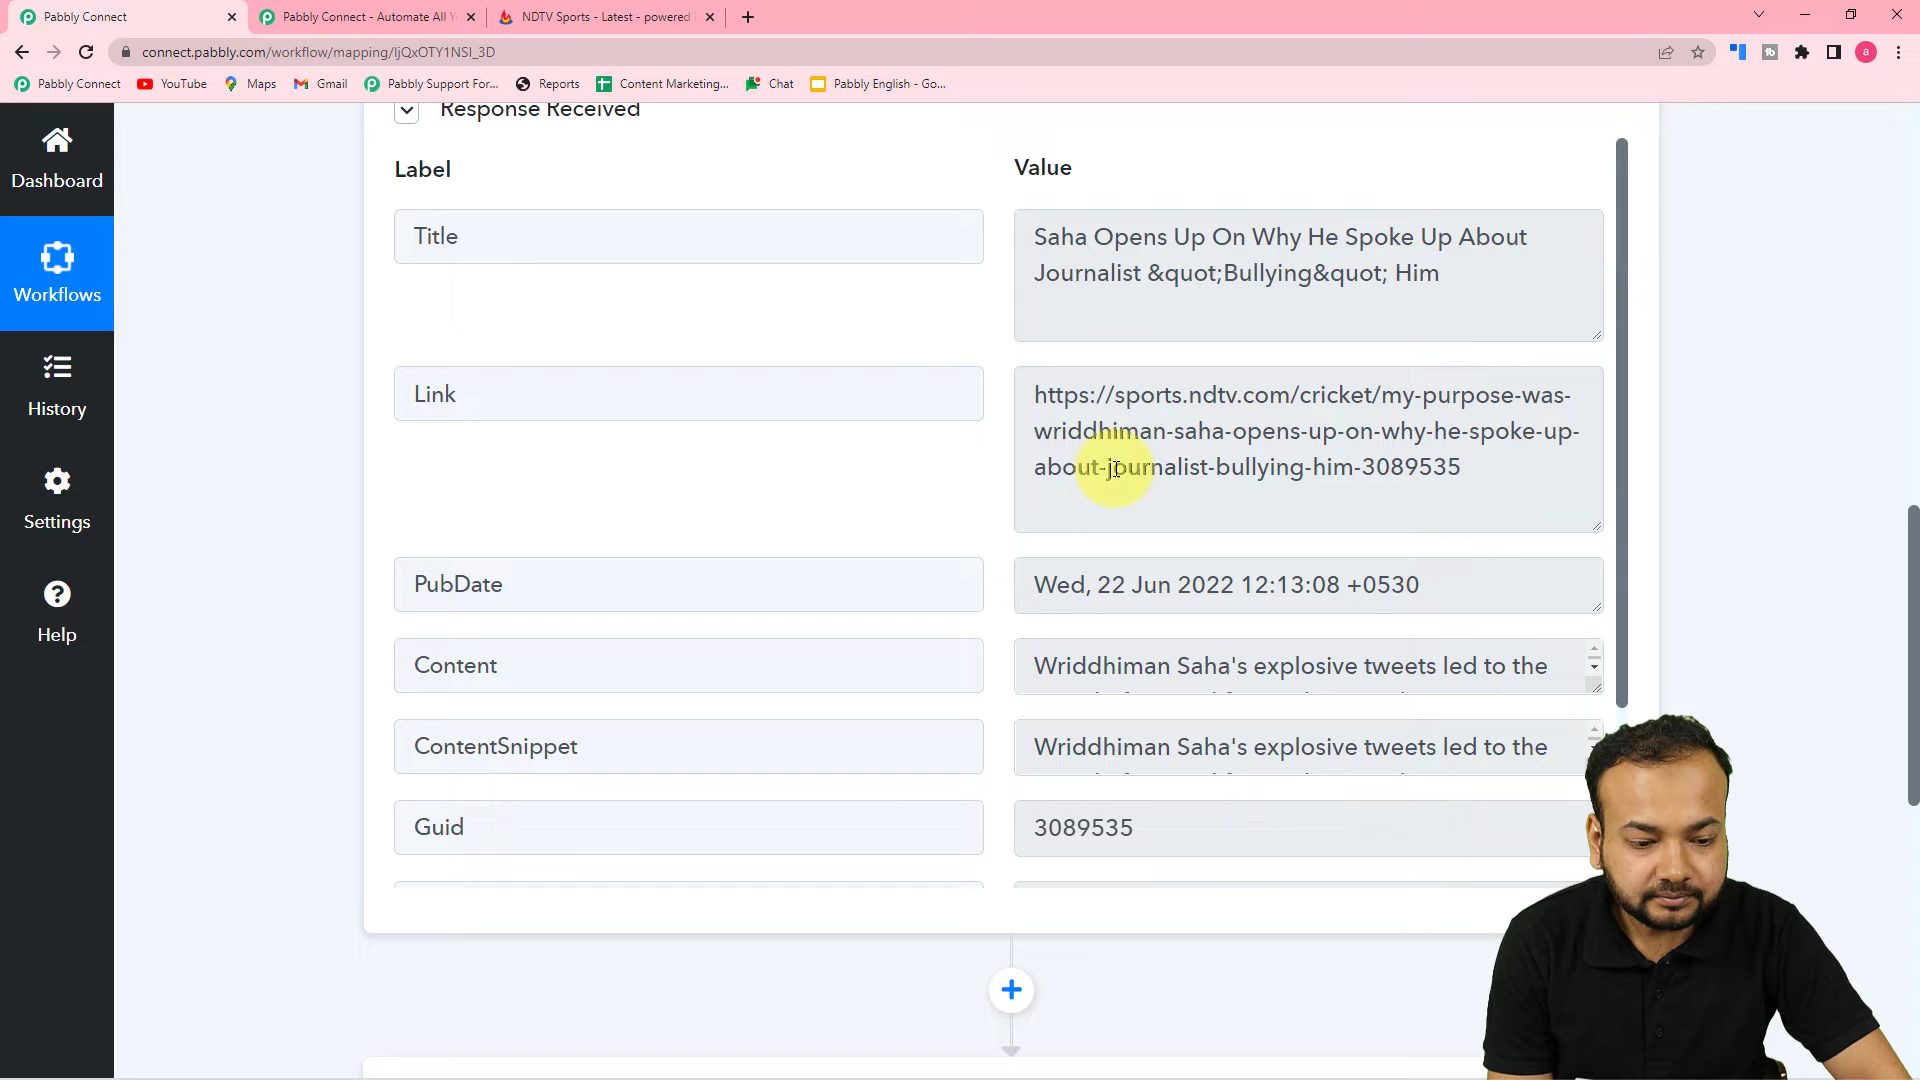 Pabbly Connect
Pabbly Connect - Automate All Y
NDTV Sports - Latest - powered
connect.pabbly.com/workflow/mapping/IjQxOTY1NSI_3D
a
Pabbly Connect
YouTube
Maps
Gmail
Pabbly Support For...
Reports
Content Marketing...
Chat
Pabbly English - Go...
Dashboard
Workflows
History
Settings
Help
Response Received
Label
Value
Title
Saha Opens Up On Why He Spoke Up About
Journalist &quot;Bullying&quot; Him
Link
https://sports.ndtv.com/cricket/my-purpose-was-
wriddhiman-saha-opens-up-on-why-he-spoke-up-
about-journalist-bullying-him-3089535
PubDate
Wed, 22 Jun 2022 12:13:08 +0530
Content
Wriddhiman Saha's explosive tweets led to the
ContentSnippet
Wriddhiman Saha's explosive tweets led to the
Guid
3089535